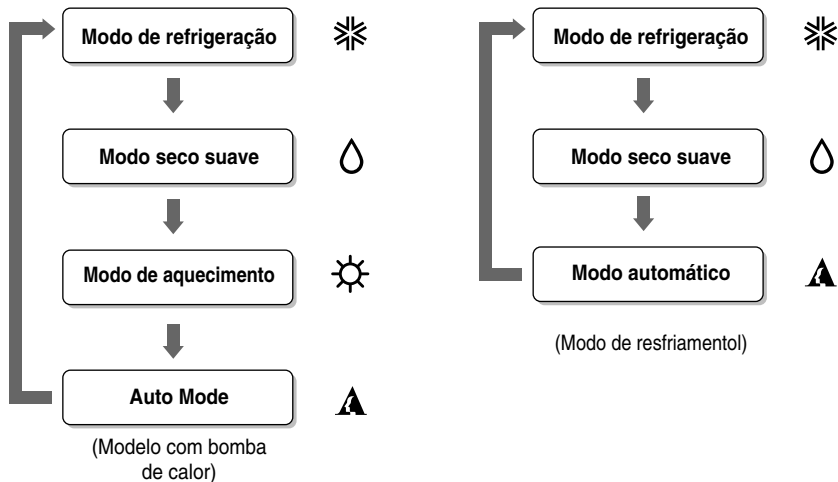 Modo de refrigeração
Modo seco suave
Modo de aquecimento
Auto Mode
(Modelo com bomba
de calor)
Modo de refrigeração
Modo seco suave
Modo automático
(Modo de resfriamentol)